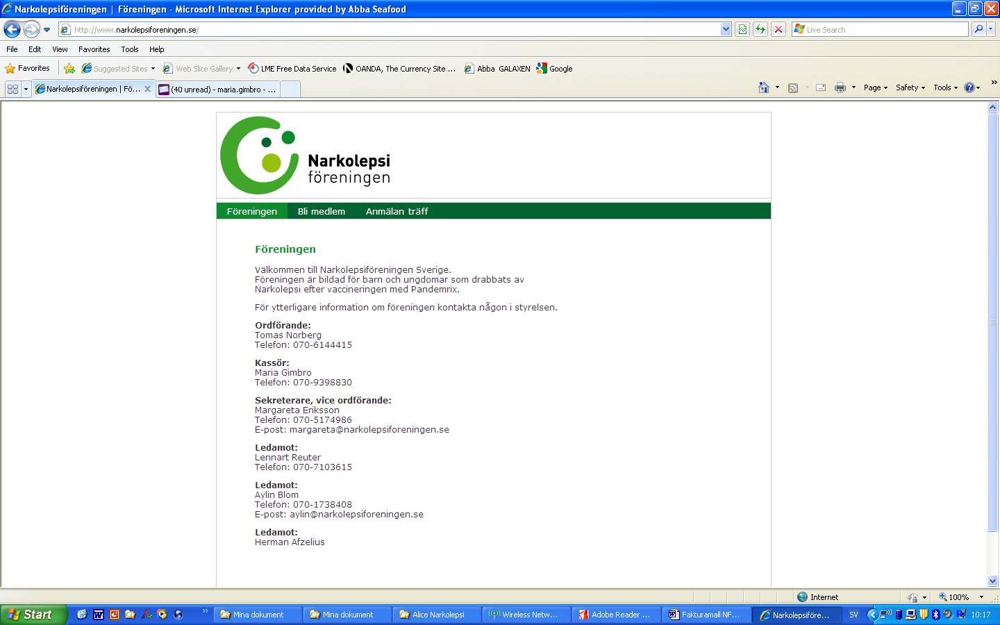 Narkolepsiföreningen | Föreningen - Microsoft Internet Explorer provided by Abba Seafood
http://www.narkolepsiforeningen.se/
Live Search
File Edit View Favorites Tools Help
Favorites Suggested Sites Web Slice Gallery LME Free Data Service OANDA, The Currency Site ... Abba GALAXEN Google
Narkolepsiföreningen | Fö... (40 unread) - maria.gimbro - ... Page Safety Tools
Narkolepsi
föreningen
Föreningen Bli medlem Anmälan träff
Föreningen
Välkommen till Narkolepsiföreningen Sverige.
Föreningen är bildad för barn och ungdomar som drabbats av
Narkolepsi efter vaccineringen med Pandemrix.
För ytterligare information om föreningen kontakta någon i styrelsen.
Ordförande:
Tomas Norberg
Telefon: 070-6144415
Kassör:
Maria Gimbro
Telefon: 070-9398830
Sekreterare, vice ordförande:
Margareta Eriksson
Telefon: 070-5174986
E-post: margareta@narkolepsiforeningen.se
Ledamot:
Lennart Reuter
Telefon: 070-7103615
Ledamot:
Aylin Blom
Telefon: 070-1738408
E-post: aylin@narkolepsiforeningen.se
Ledamot:
Herman Afzelius
Internet 100%
Start Mina dokument Mina dokument Alice Narkolepsi Wireless Netw... Adobe Reader ... Fakturamall NF... Narkolepsiföre... SV 10:17